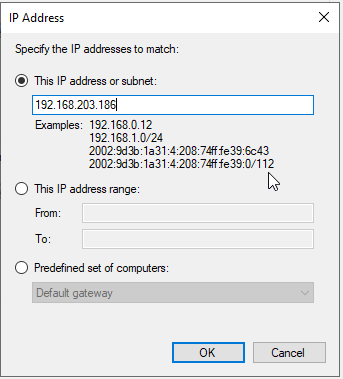 IP Address
Specify the IP addresses to match:
This IP address or subnet:
192.168.203.186
Examples: 192.168.0.12
192.168.1.0/24
2002:9d3b:1a31:4:208:74ff:fe39:6c43
2002:9d3b:1a31:4:208:74ff:fe39:0/112
This IP address range:
From:
To:
Predefined set of computers:
Default gateway
OK Cancel